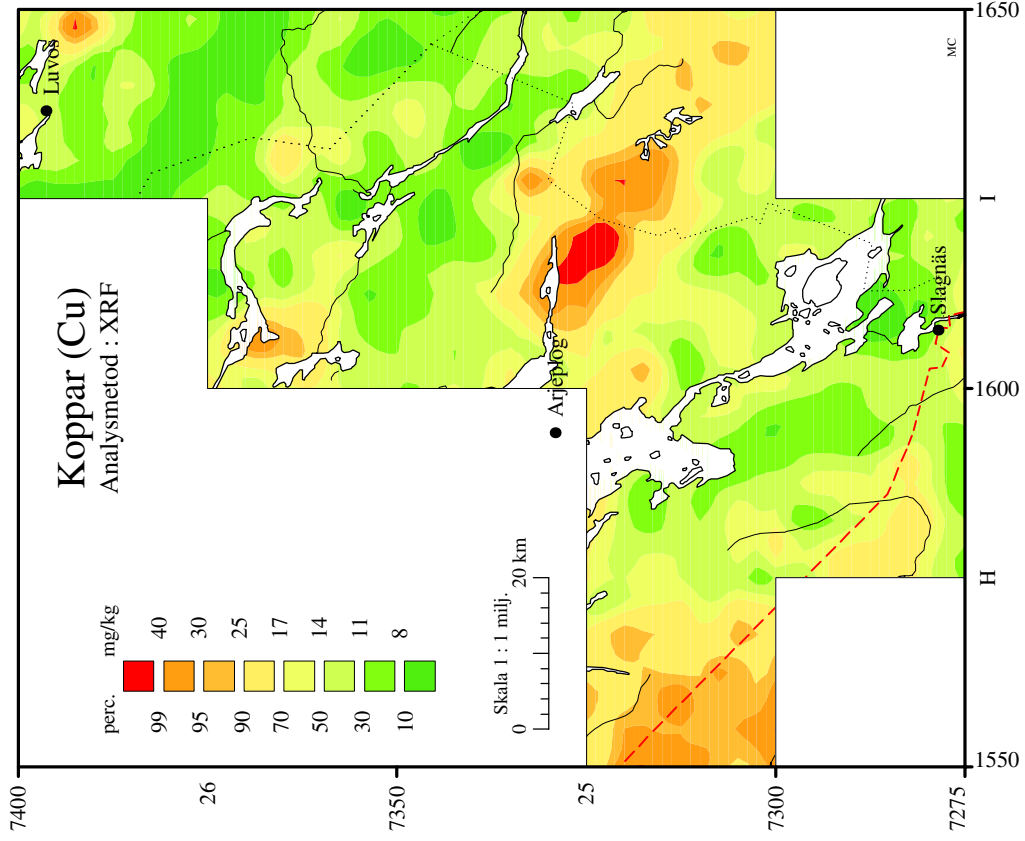 Koppar (Cu)
Analysmetod : XRF
perc.
mg/kg
99
95
90
70
50
30
10
40
30
25
17
14
11
8
Skala 1 : 1 milj.
0
20 km
Luvos
Arjeplog
Slagnäs
MC
7400
26
7350
25
7300
7275
1550
H
1600
I
1650